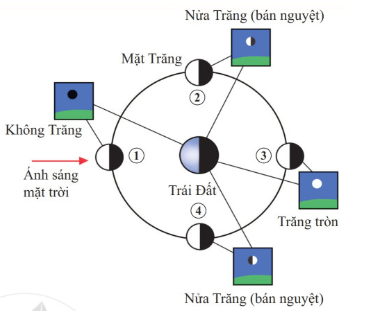 Nửa Trăng (bán nguyệt)
Mặt Trăng
2
Không Trăng
1
3
Ánh sáng
mặt trời
Trái Đất
Trăng tròn
4
Nửa Trăng (bán nguyệt)